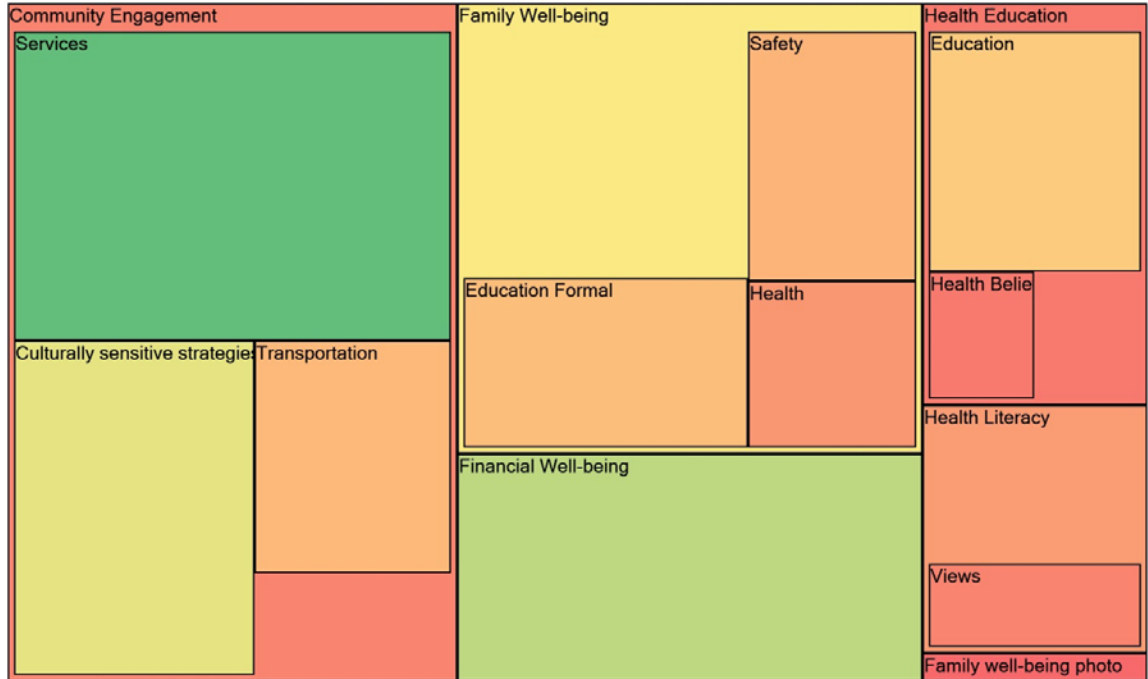 Community Engagement
Services
Culturally sensitive strategie
Transportation
Family Well-being
Safety
Education Formal
Health
Financial Well-being
Health Education
Education
Health Belie
Health Literacy
Views
Family well-being photo